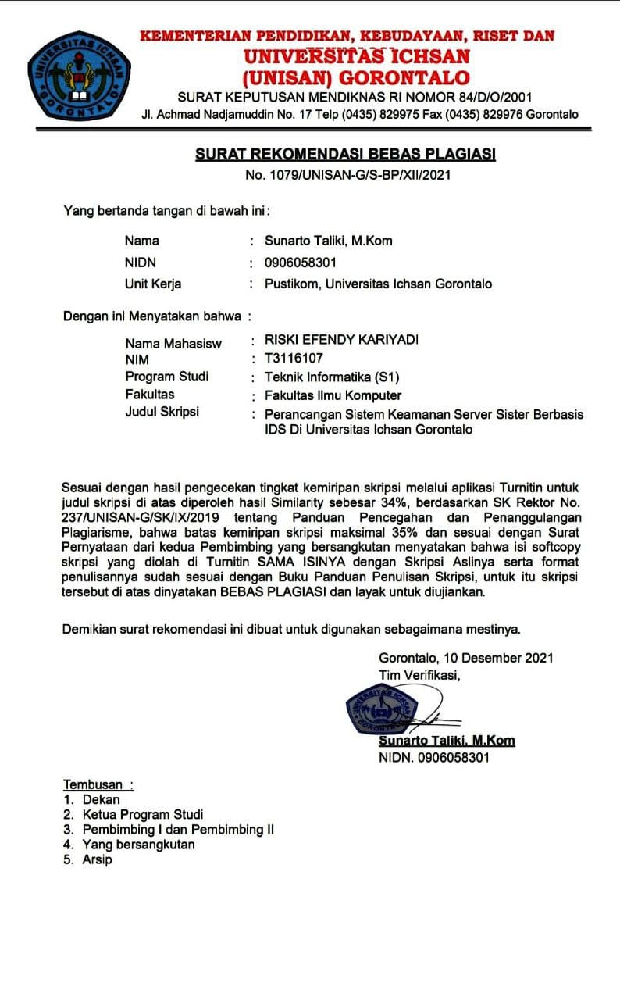 KEMENTERIAN PENDIDIKAN, KEBUDAYAAN, RISET DAN
UNIVERSITAS ICHSAN
(UNISAN) GORONTALO
SURAT KEPUTUSAN MENDIKNAS RI NOMOR 84/D/O/2001
Jl. Achmad Nadjamuddin No. 17 Telp (0435) 829975 Fax (0435) 829976 Gorontalo
UNIVERSITAS ICHSAN
GORONTALO
SURAT REKOMENDASI BEBAS PLAGIASI
No. 1079/UNISAN-G/S-BP/XII/2021
Yang bertanda tangan di bawah ini :
Nama : Sunarto Taliki, M.Kom
NIDN : 0906058301
Unit Kerja : Pustikom, Universitas Ichsan Gorontalo
Dengan ini Menyatakan bahwa :
Nama Mahasisw : RISKI EFENDY KARIYADI
NIM : T3116107
Program Studi : Teknik Informatika (S1)
Fakultas : Fakultas Ilmu Komputer
Judul Skripsi : Perancangan Sistem Keamanan Server Sister Berbasis
IDS Di Universitas Ichsan Gorontalo
Sesuai dengan hasil pengecekan tingkat kemiripan skripsi melalui aplikasi Turnitin untuk
judul skripsi di atas diperoleh hasil Similarity sebesar 34%, berdasarkan SK Rektor No.
237/UNISAN-G/SK/IX/2019 tentang Panduan Pencegahan dan Penanggulangan
Plagiarisme, bahwa batas kemiripan skripsi maksimal 35% dan sesuai dengan Surat
Pernyataan dari kedua Pembimbing yang bersangkutan menyatakan bahwa isi softcopy
skripsi yang diolah di Turnitin SAMA ISINYA dengan Skripsi Aslinya serta format
penulisannya sudah sesuai dengan Buku Panduan Penulisan Skripsi, untuk itu skripsi
tersebut di atas dinyatakan BEBAS PLAGIASI dan layak untuk diujiankan.
Demikian surat rekomendasi ini dibuat untuk digunakan sebagaimana mestinya.
Gorontalo, 10 Desember 2021
Tim Verifikasi,
UNIVERSITAS ICHSAN
GORONTALO
Sunarto Taliki, M.Kom
NIDN. 0906058301
Tembusan :
1. Dekan
2. Ketua Program Studi
3. Pembimbing I dan Pembimbing II
4. Yang bersangkutan
5. Arsip